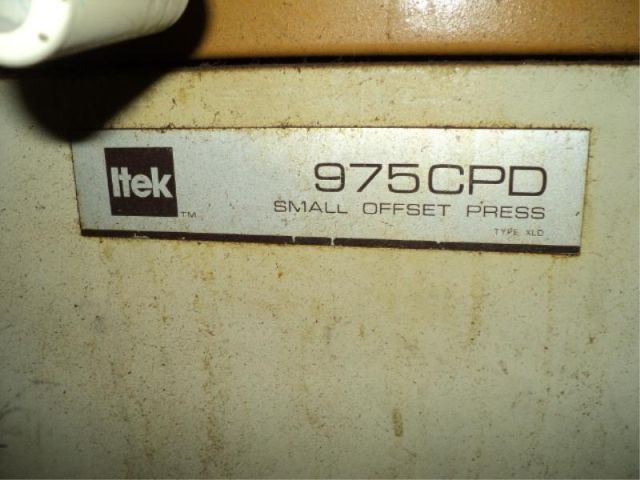 Itek
TM
975CPD
SMALL OFFSET PRESS
TYPE XLD